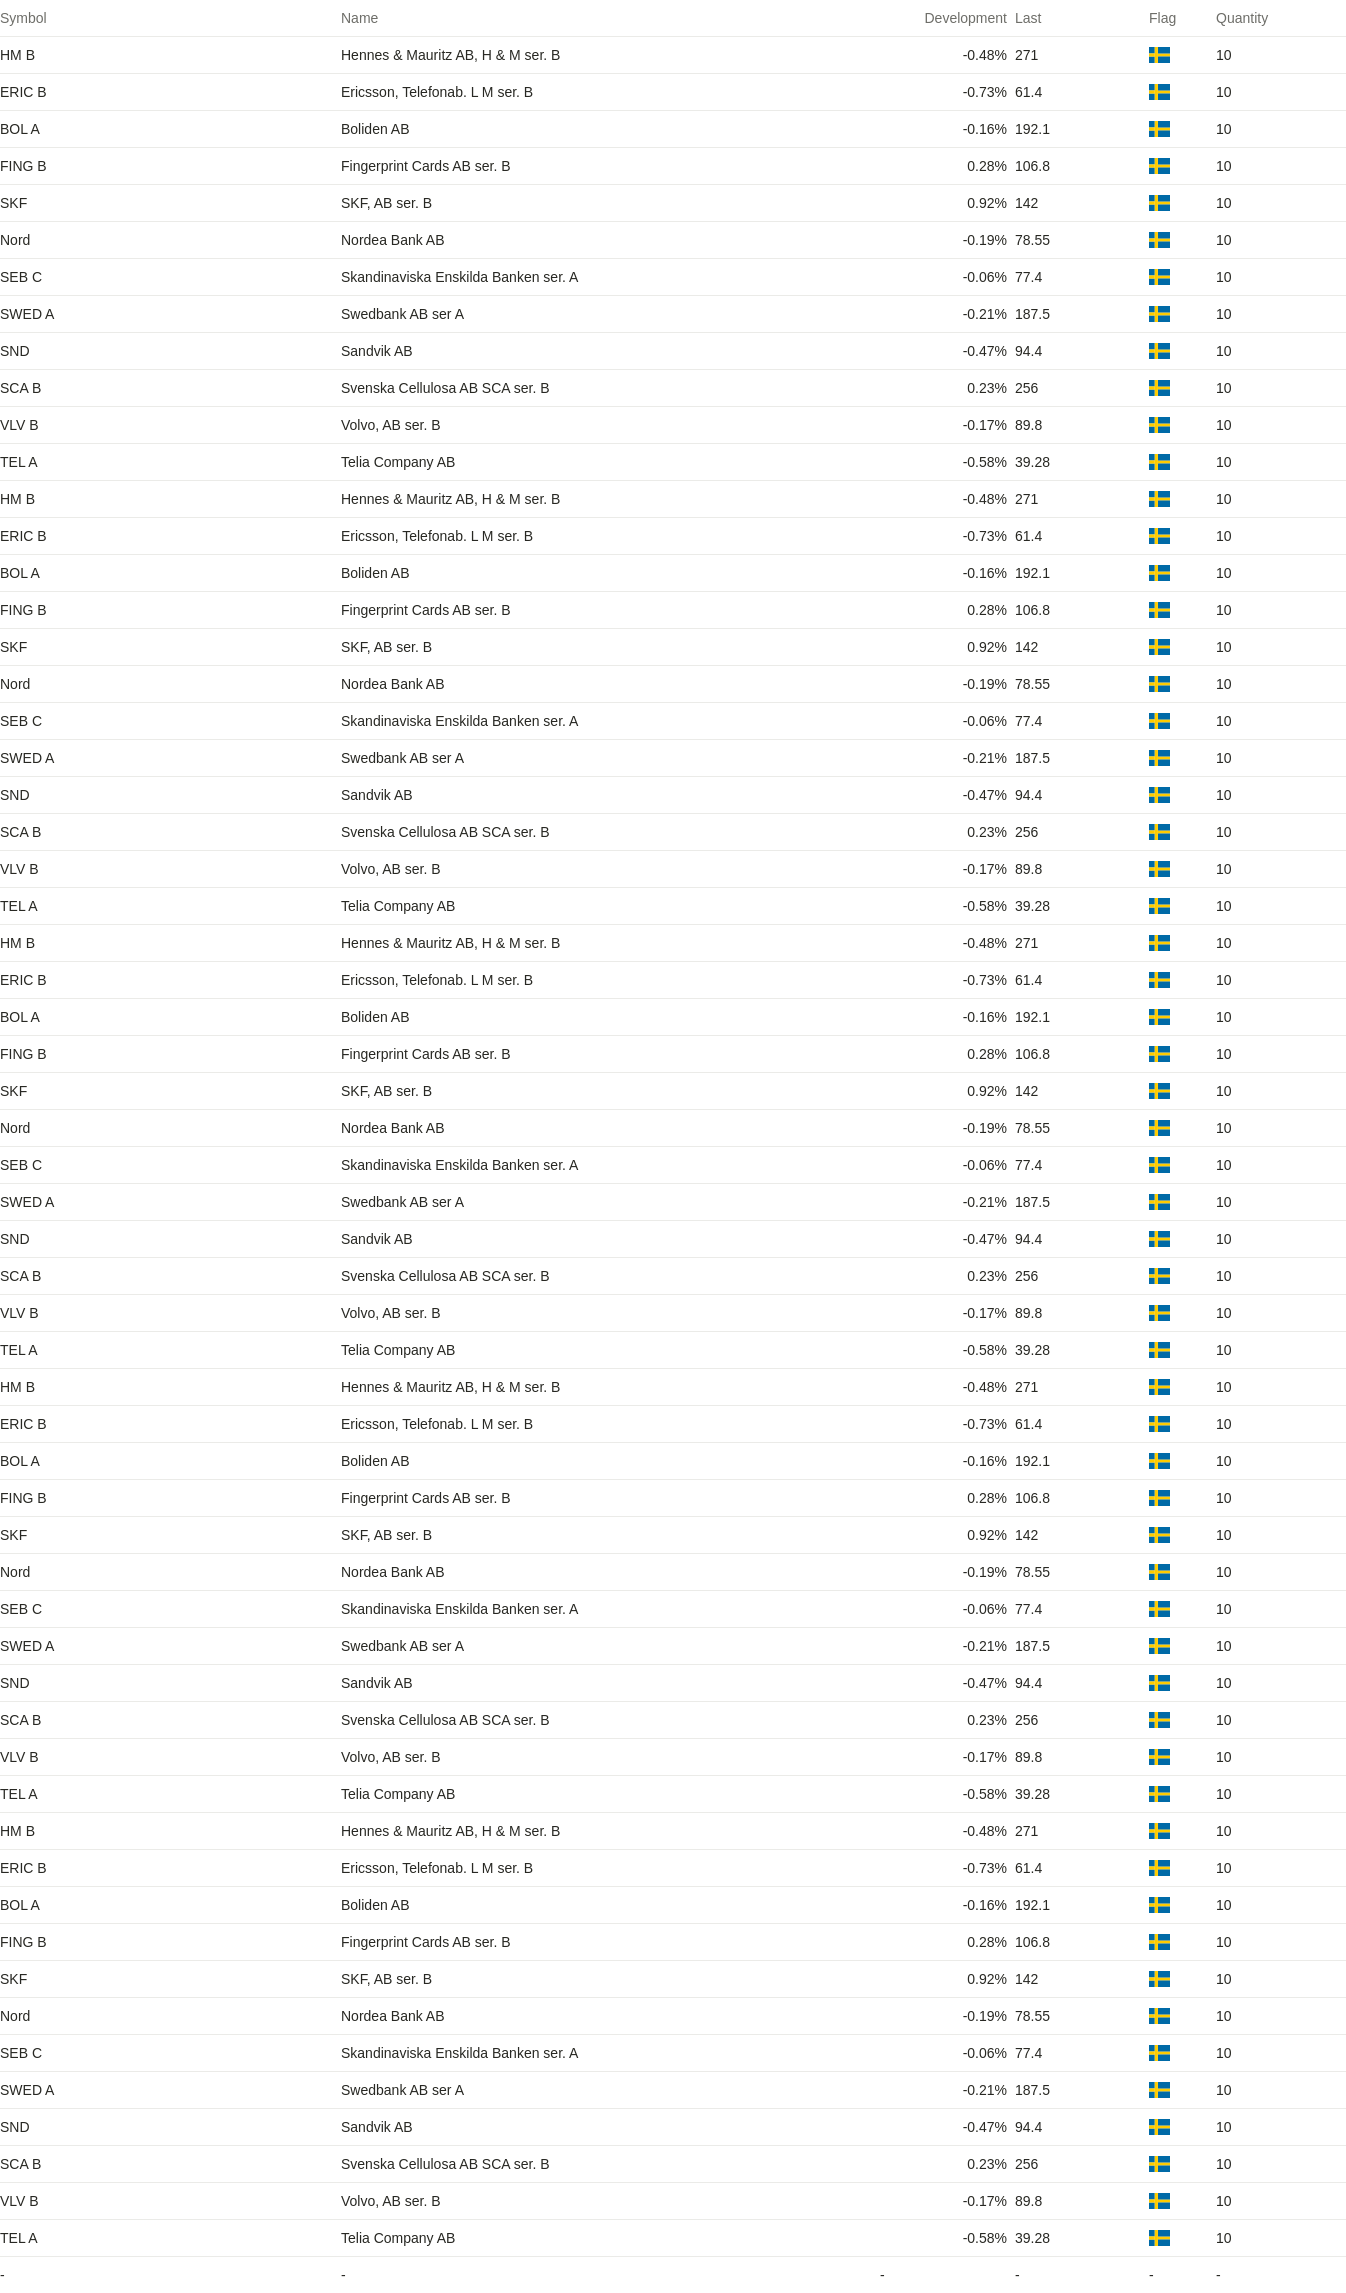 Symbol Name Development Last Flag Quantity
HM B Hennes & Mauritz AB, H & M ser. B -0.48% 271 10
ERIC B Ericsson, Telefonab. L M ser. B -0.73% 61.4 10
BOL A Boliden AB -0.16% 192.1 10
FING B Fingerprint Cards AB ser. B 0.28% 106.8 10
SKF SKF, AB ser. B 0.92% 142 10
Nord Nordea Bank AB -0.19% 78.55 10
SEB C Skandinaviska Enskilda Banken ser. A -0.06% 77.4 10
SWED A Swedbank AB ser A -0.21% 187.5 10
SND Sandvik AB -0.47% 94.4 10
SCA B Svenska Cellulosa AB SCA ser. B 0.23% 256 10
VLV B Volvo, AB ser. B -0.17% 89.8 10
TEL A Telia Company AB -0.58% 39.28 10
HM B Hennes & Mauritz AB, H & M ser. B -0.48% 271 10
ERIC B Ericsson, Telefonab. L M ser. B -0.73% 61.4 10
BOL A Boliden AB -0.16% 192.1 10
FING B Fingerprint Cards AB ser. B 0.28% 106.8 10
SKF SKF, AB ser. B 0.92% 142 10
Nord Nordea Bank AB -0.19% 78.55 10
SEB C Skandinaviska Enskilda Banken ser. A -0.06% 77.4 10
SWED A Swedbank AB ser A -0.21% 187.5 10
SND Sandvik AB -0.47% 94.4 10
SCA B Svenska Cellulosa AB SCA ser. B 0.23% 256 10
VLV B Volvo, AB ser. B -0.17% 89.8 10
TEL A Telia Company AB -0.58% 39.28 10
HM B Hennes & Mauritz AB, H & M ser. B -0.48% 271 10
ERIC B Ericsson, Telefonab. L M ser. B -0.73% 61.4 10
BOL A Boliden AB -0.16% 192.1 10
FING B Fingerprint Cards AB ser. B 0.28% 106.8 10
SKF SKF, AB ser. B 0.92% 142 10
Nord Nordea Bank AB -0.19% 78.55 10
SEB C Skandinaviska Enskilda Banken ser. A -0.06% 77.4 10
SWED A Swedbank AB ser A -0.21% 187.5 10
SND Sandvik AB -0.47% 94.4 10
SCA B Svenska Cellulosa AB SCA ser. B 0.23% 256 10
VLV B Volvo, AB ser. B -0.17% 89.8 10
TEL A Telia Company AB -0.58% 39.28 10
HM B Hennes & Mauritz AB, H & M ser. B -0.48% 271 10
ERIC B Ericsson, Telefonab. L M ser. B -0.73% 61.4 10
BOL A Boliden AB -0.16% 192.1 10
FING B Fingerprint Cards AB ser. B 0.28% 106.8 10
SKF SKF, AB ser. B 0.92% 142 10
Nord Nordea Bank AB -0.19% 78.55 10
SEB C Skandinaviska Enskilda Banken ser. A -0.06% 77.4 10
SWED A Swedbank AB ser A -0.21% 187.5 10
SND Sandvik AB -0.47% 94.4 10
SCA B Svenska Cellulosa AB SCA ser. B 0.23% 256 10
VLV B Volvo, AB ser. B -0.17% 89.8 10
TEL A Telia Company AB -0.58% 39.28 10
HM B Hennes & Mauritz AB, H & M ser. B -0.48% 271 10
ERIC B Ericsson, Telefonab. L M ser. B -0.73% 61.4 10
BOL A Boliden AB -0.16% 192.1 10
FING B Fingerprint Cards AB ser. B 0.28% 106.8 10
SKF SKF, AB ser. B 0.92% 142 10
Nord Nordea Bank AB -0.19% 78.55 10
SEB C Skandinaviska Enskilda Banken ser. A -0.06% 77.4 10
SWED A Swedbank AB ser A -0.21% 187.5 10
SND Sandvik AB -0.47% 94.4 10
SCA B Svenska Cellulosa AB SCA ser. B 0.23% 256 10
VLV B Volvo, AB ser. B -0.17% 89.8 10
TEL A Telia Company AB -0.58% 39.28 10
- - - - - -